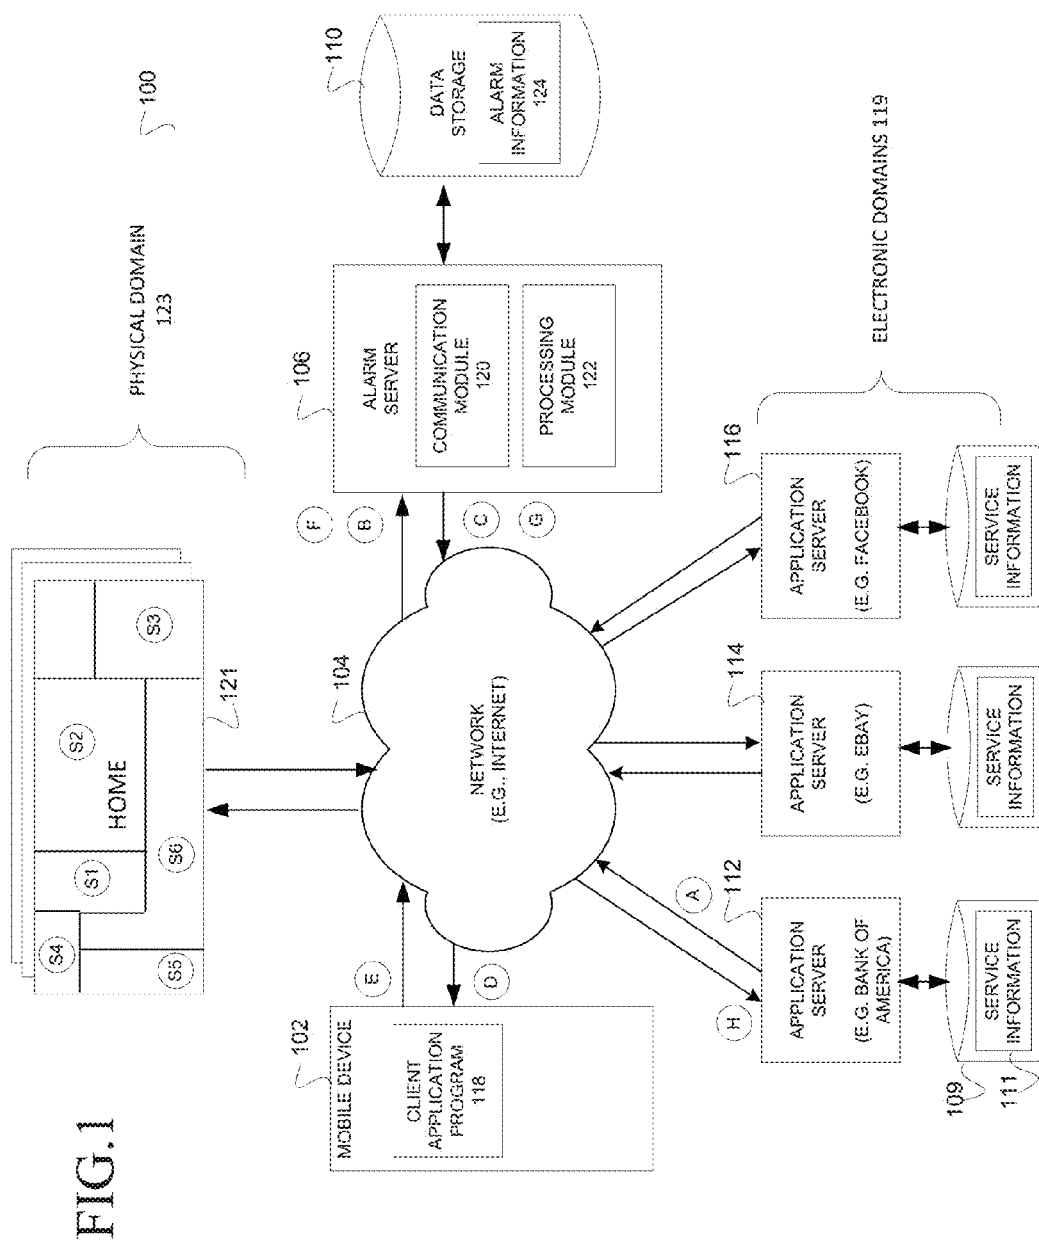 FIG.1
100
PHYSICAL DOMAIN
123
S4
S5
S1
S6
S2
HOME
S3
121
MOBILE DEVICE
102
CLIENT
APPLICATION
PROGRAM
118
E
D
104
NETWORK
(E.G., INTERNET)
F
B
C
G
106
ALARM
SERVER
COMMUNICATION
MODULE
120
PROCESSING
MODULE
122
110
DATA
STORAGE
ALARM
INFORMATION
124
H
A
112
APPLICATION
SERVER
(E.G. BANK OF
AMERICA)
114
APPLICATION
SERVER
(E.G. EBAY)
116
APPLICATION
SERVER
(E.G. FACEBOOK)
ELECTRONIC DOMAINS 119
109
111
SERVICE
INFORMATION
SERVICE
INFORMATION
SERVICE
INFORMATION